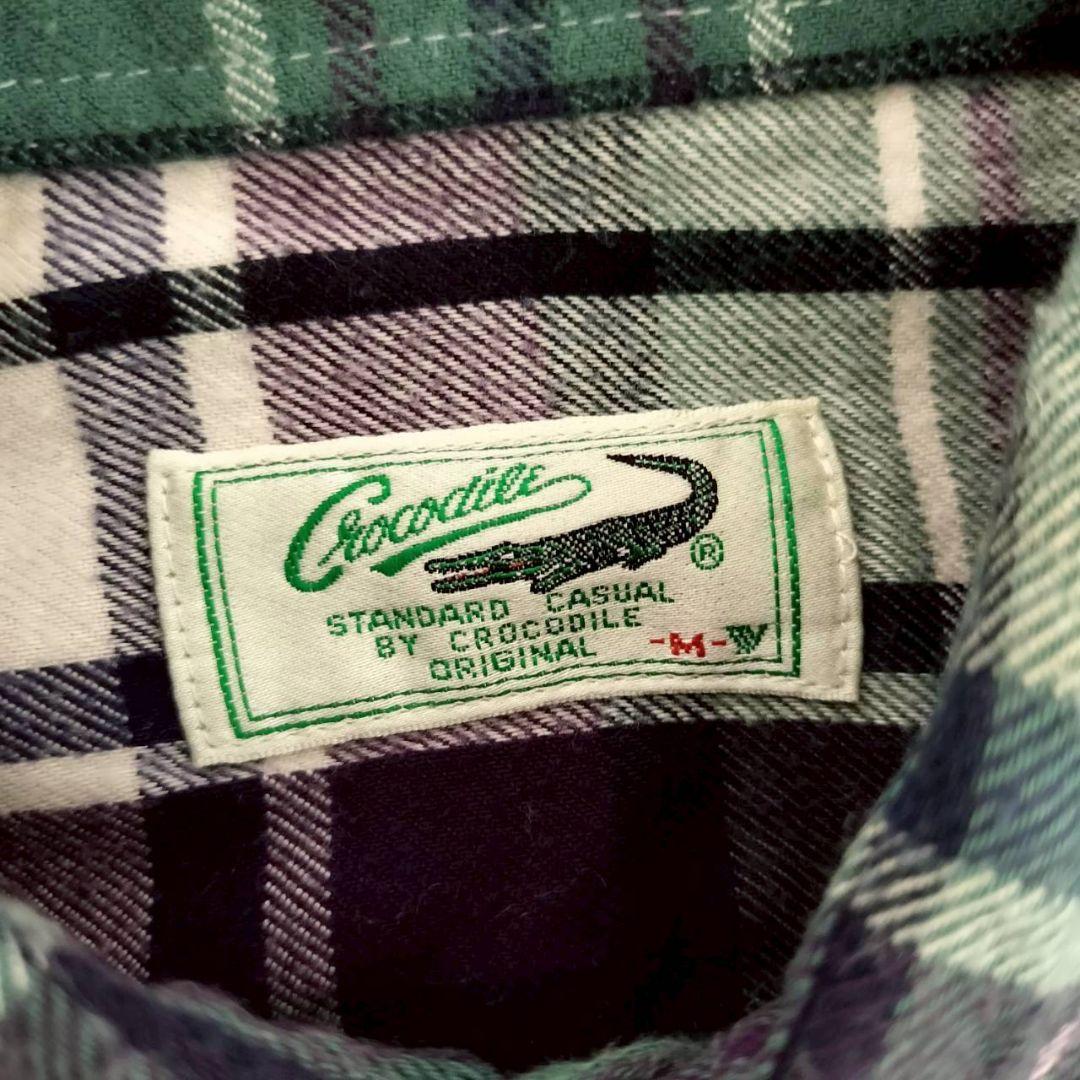 Crocodile ®
STANDARD CASUAL
BY CROCODILE
ORIGINAL -M-